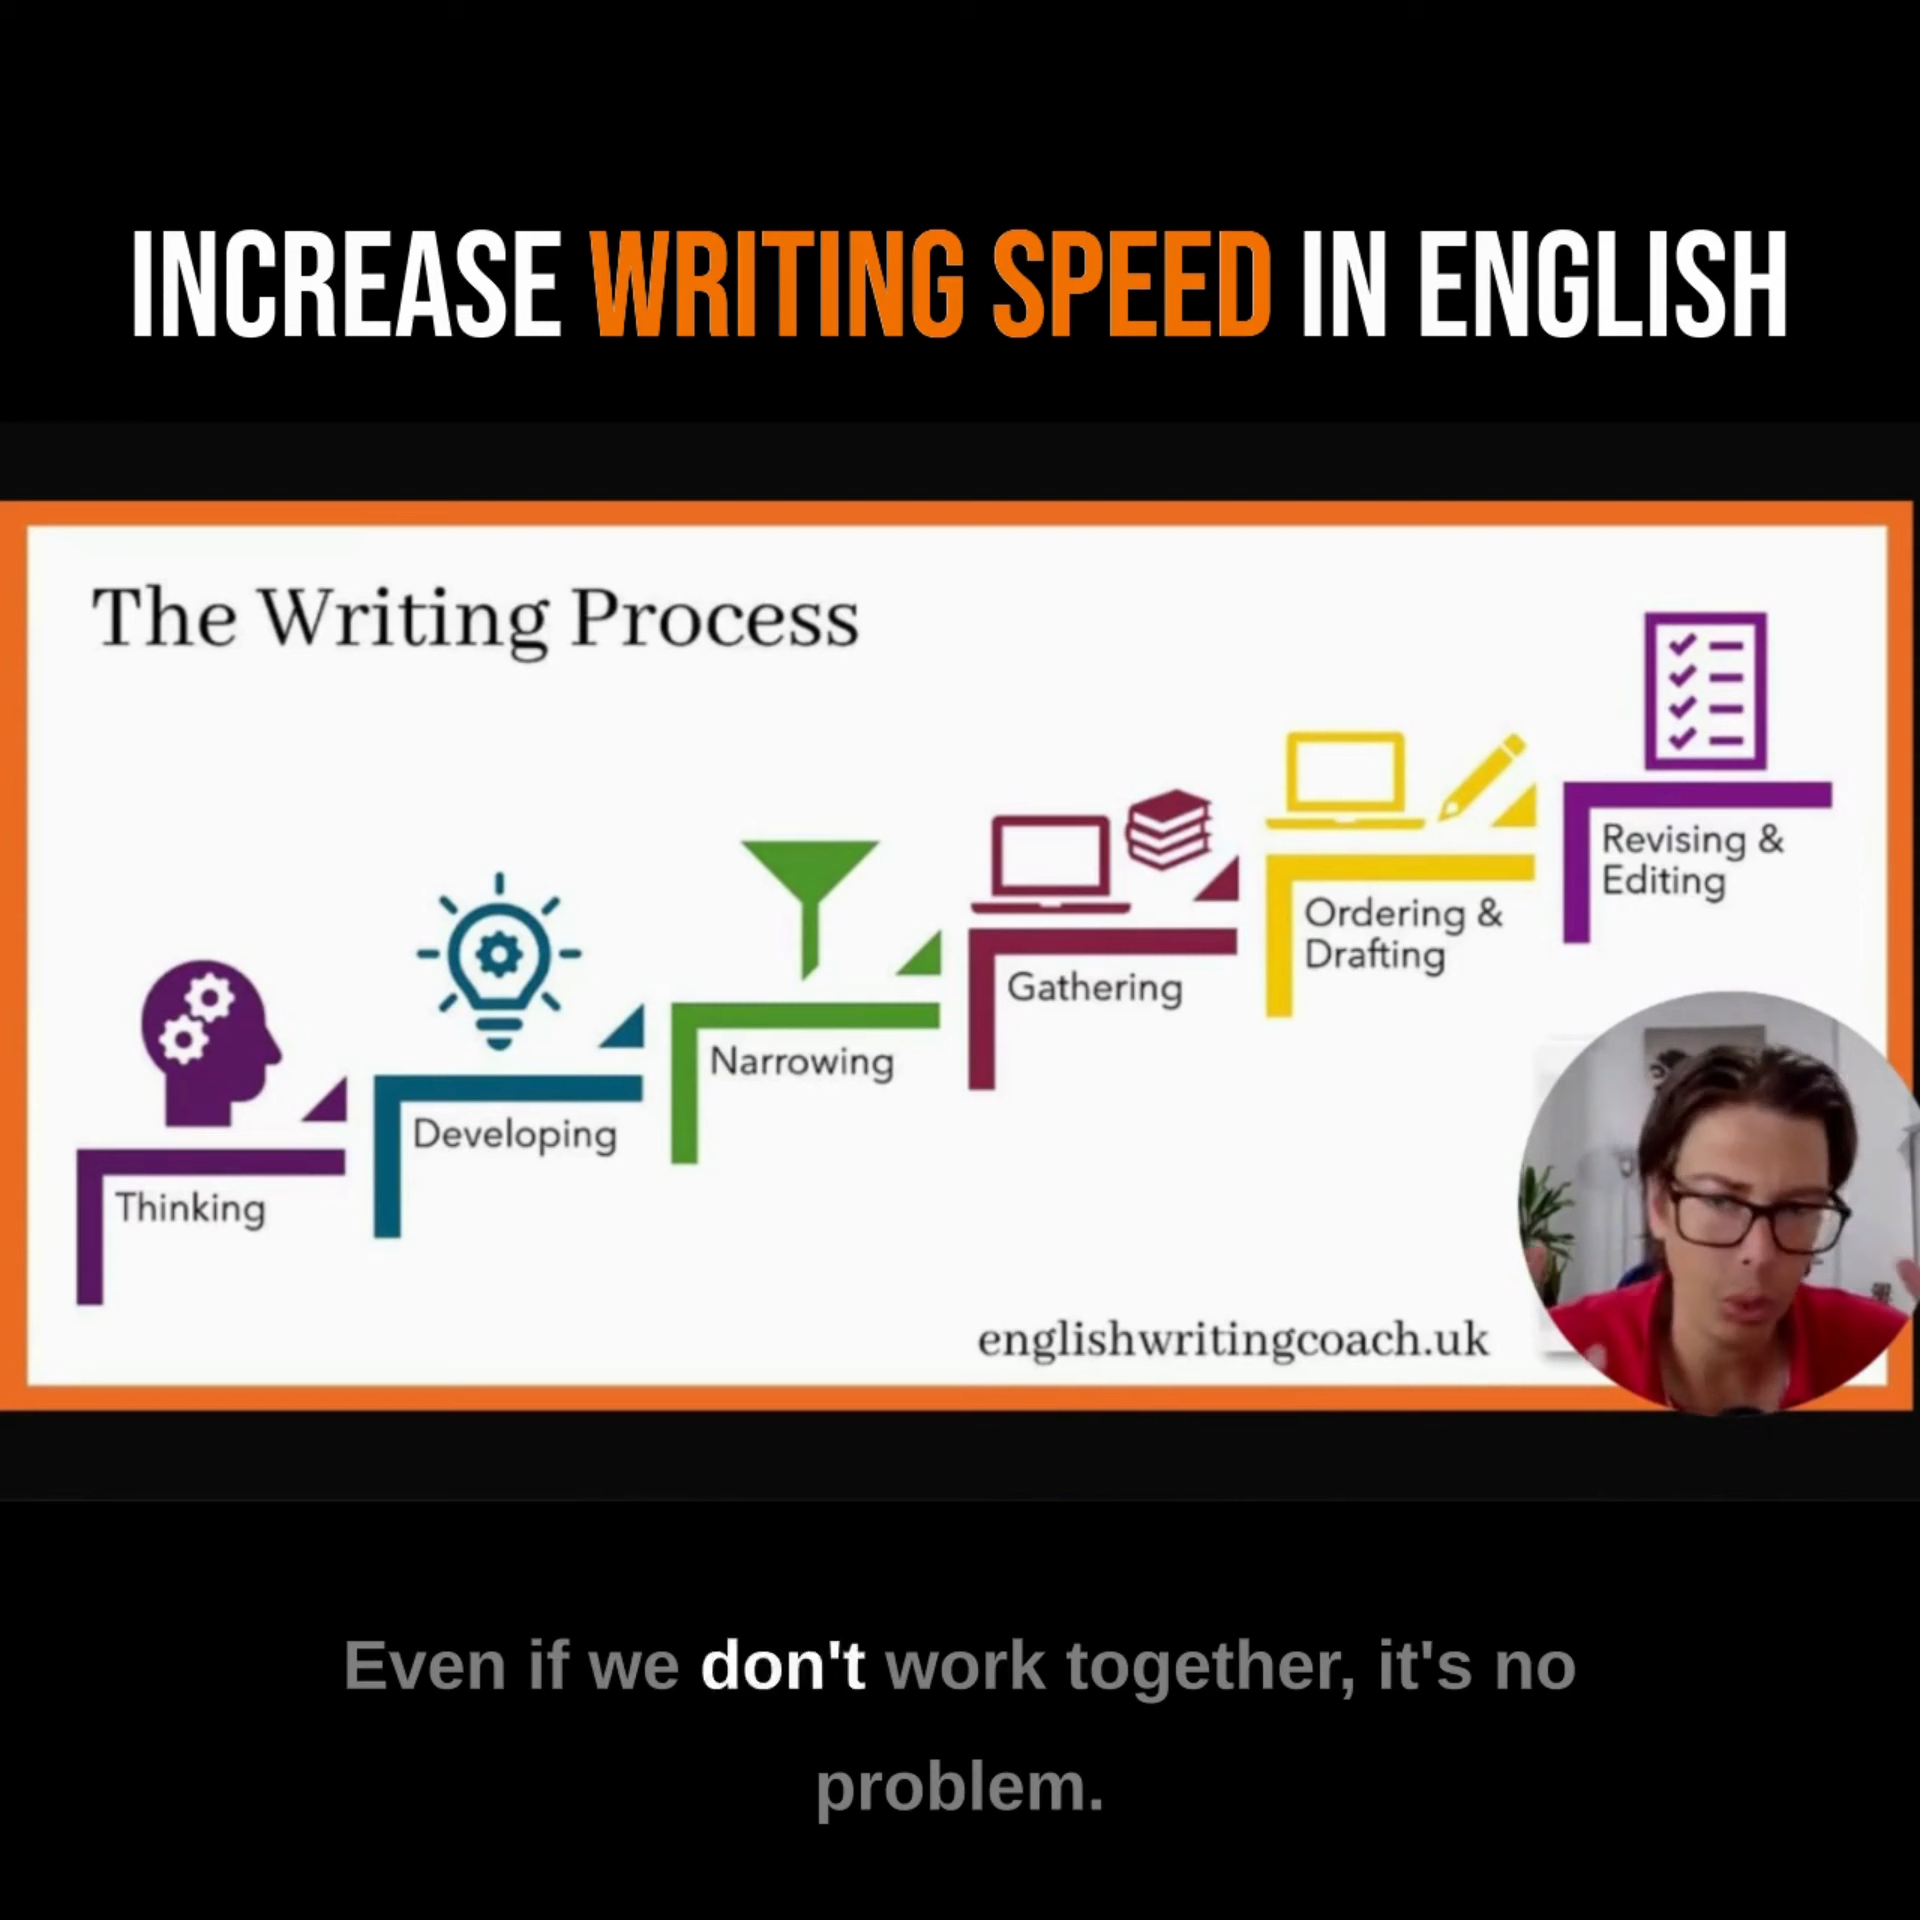 INCREASE WRITING SPEED IN ENGLISH
The Writing Process
Thinking
Developing
Narrowing
Gathering
Ordering &
Drafting
Revising &
Editing
englishwritingcoach.uk
Even if we don't work together, it's no
problem.